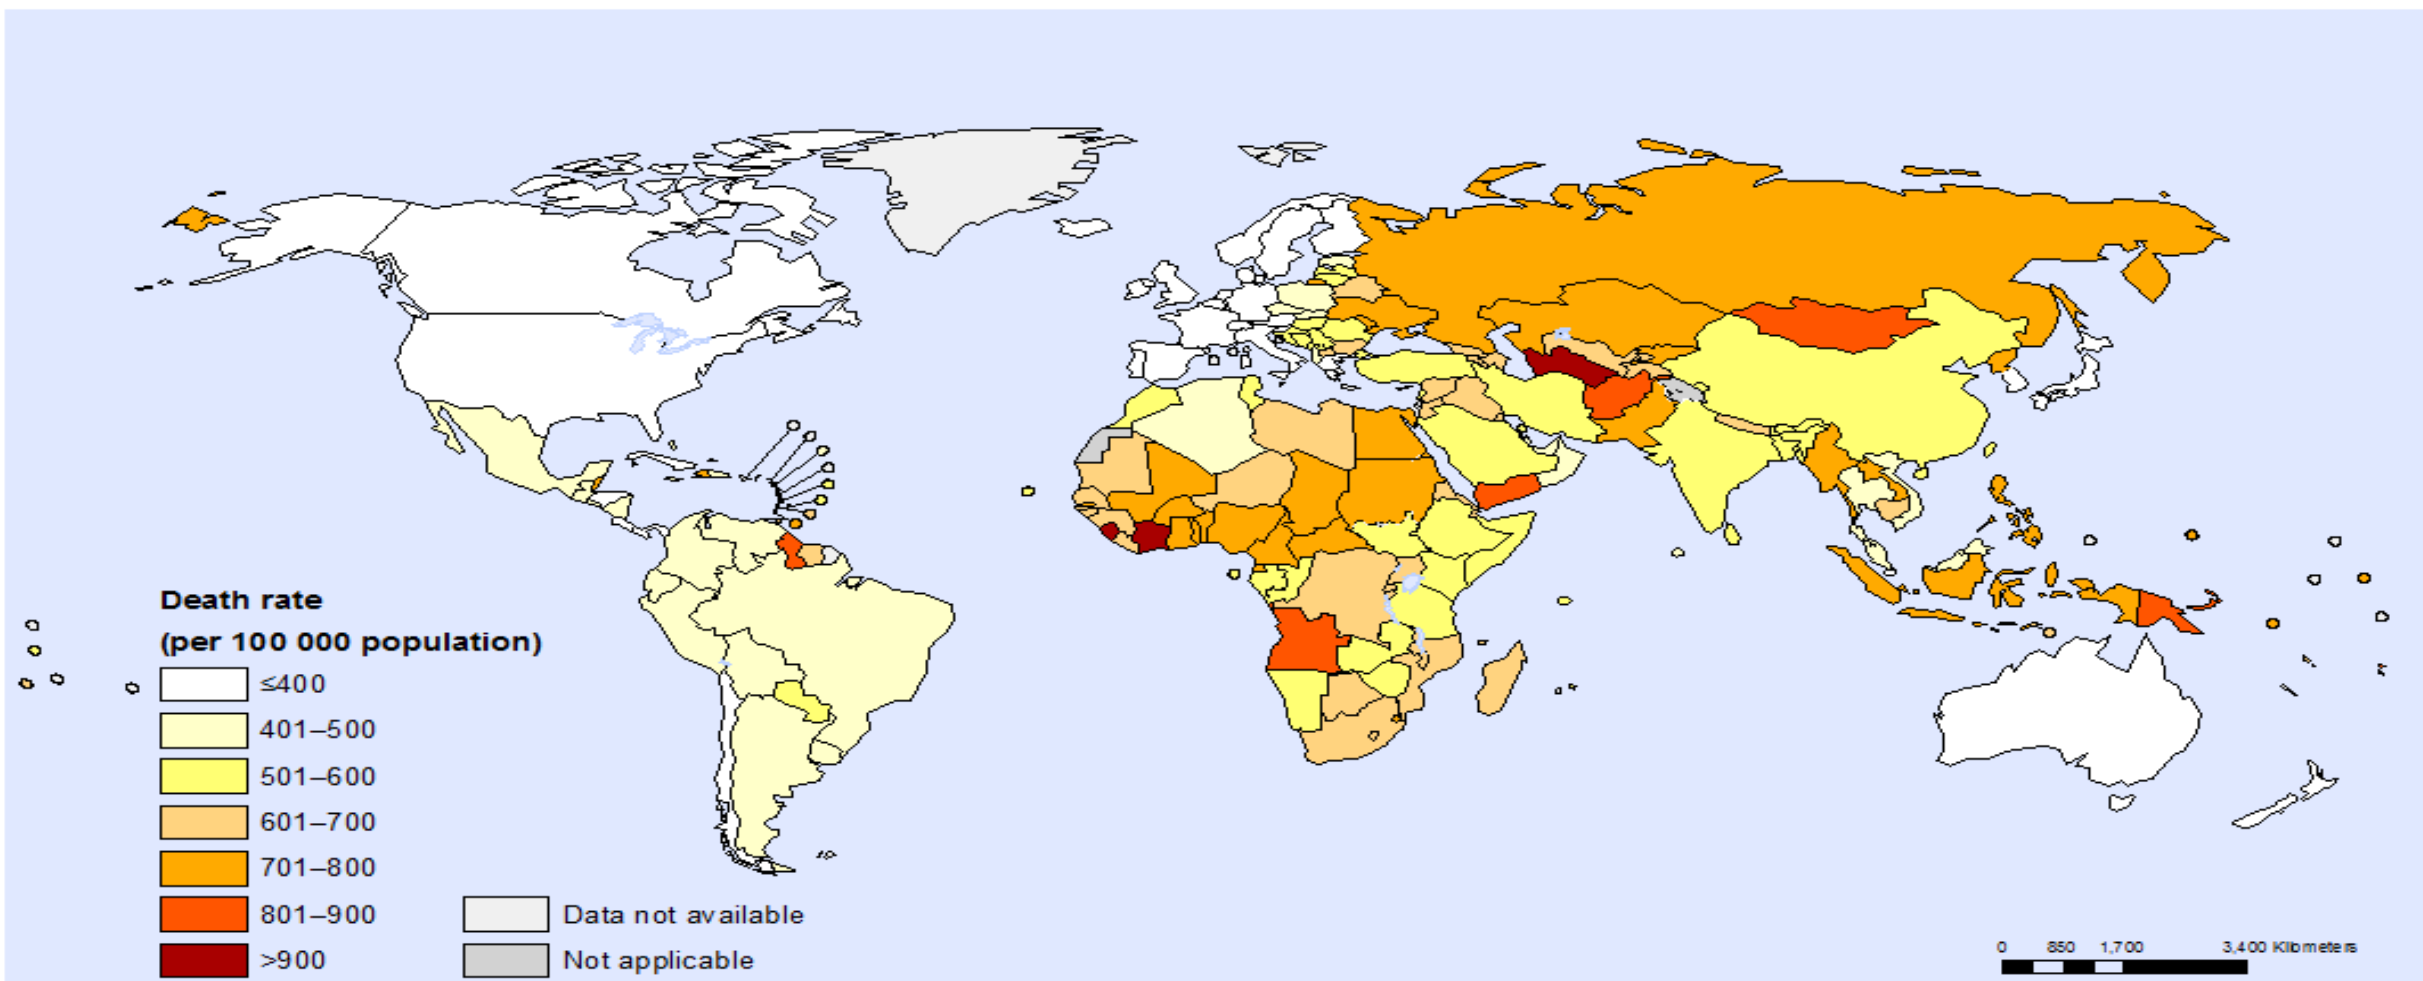 Death rate
(per 100 000 population)
≤400
401–500
501–600
601–700
701–800
801–900
>900
Data not available
Not applicable
0 850 1,700 3,400 Kilometers